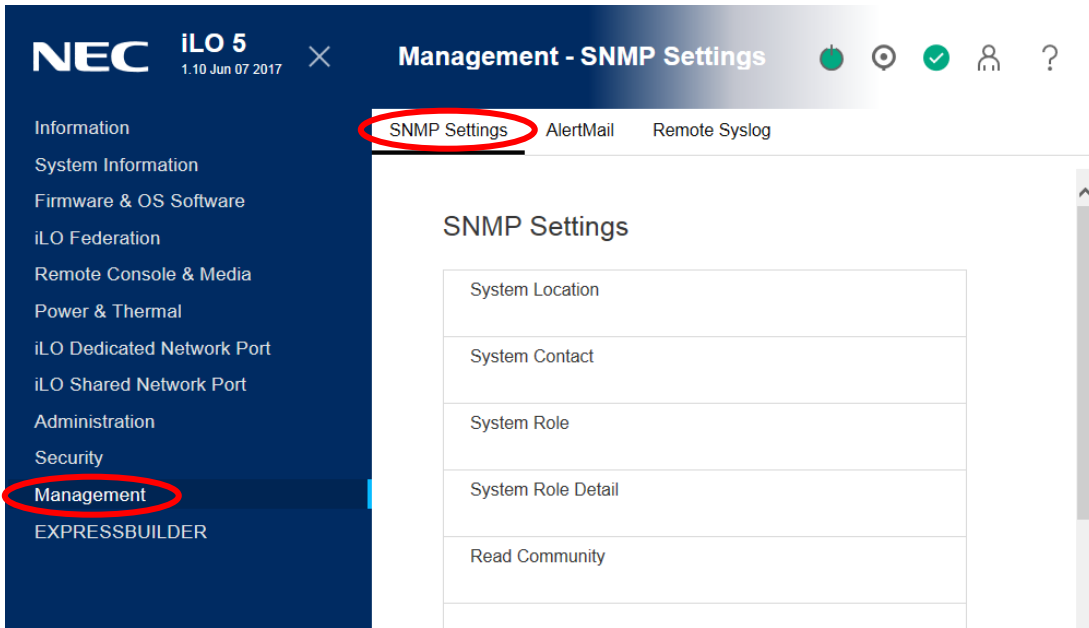 NEC iLO 5
1.10 Jun 07 2017
Management - SNMP Settings
?
Information
System Information
Firmware & OS Software
iLO Federation
Remote Console & Media
Power & Thermal
iLO Dedicated Network Port
iLO Shared Network Port
Administration
Security
Management
EXPRESSBUILDER
SNMP Settings AlertMail Remote Syslog
SNMP Settings
System Location
System Contact
System Role
System Role Detail
Read Community